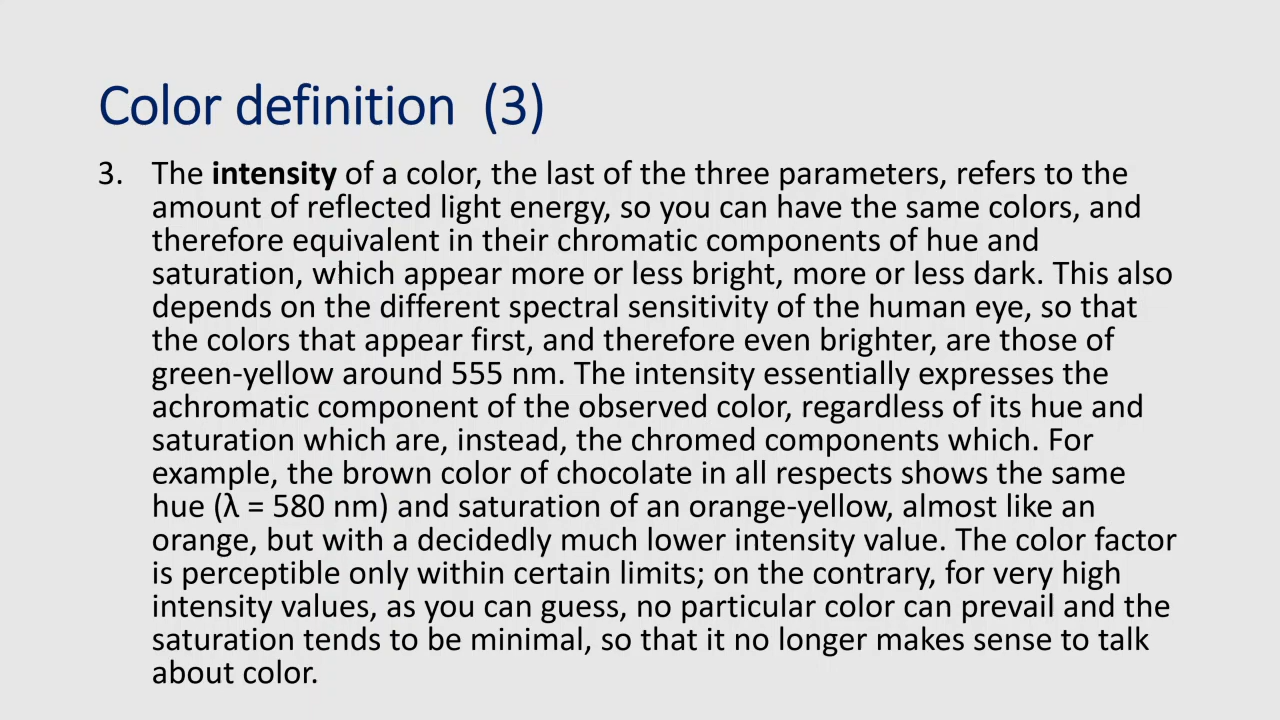 Color definition (3)
3. The intensity of a color, the last of the three parameters, refers to the
amount of reflected light energy, so you can have the same colors, and
therefore equivalent in their chromatic components of hue and
saturation, which appear more or less bright, more or less dark. This also
depends on the different spectral sensitivity of the human eye, so that
the colors that appear first, and therefore even brighter, are those of
green-yellow around 555 nm. The intensity essentially expresses the
achromatic component of the observed color, regardless of its hue and
saturation which are, instead, the chromed components which. For
example, the brown color of chocolate in all respects shows the same
hue (λ = 580 nm) and saturation of an orange-yellow, almost like an
orange, but with a decidedly much lower intensity value. The color factor
is perceptible only within certain limits; on the contrary, for very high
intensity values, as you can guess, no particular color can prevail and the
saturation tends to be minimal, so that it no longer makes sense to talk
about color.